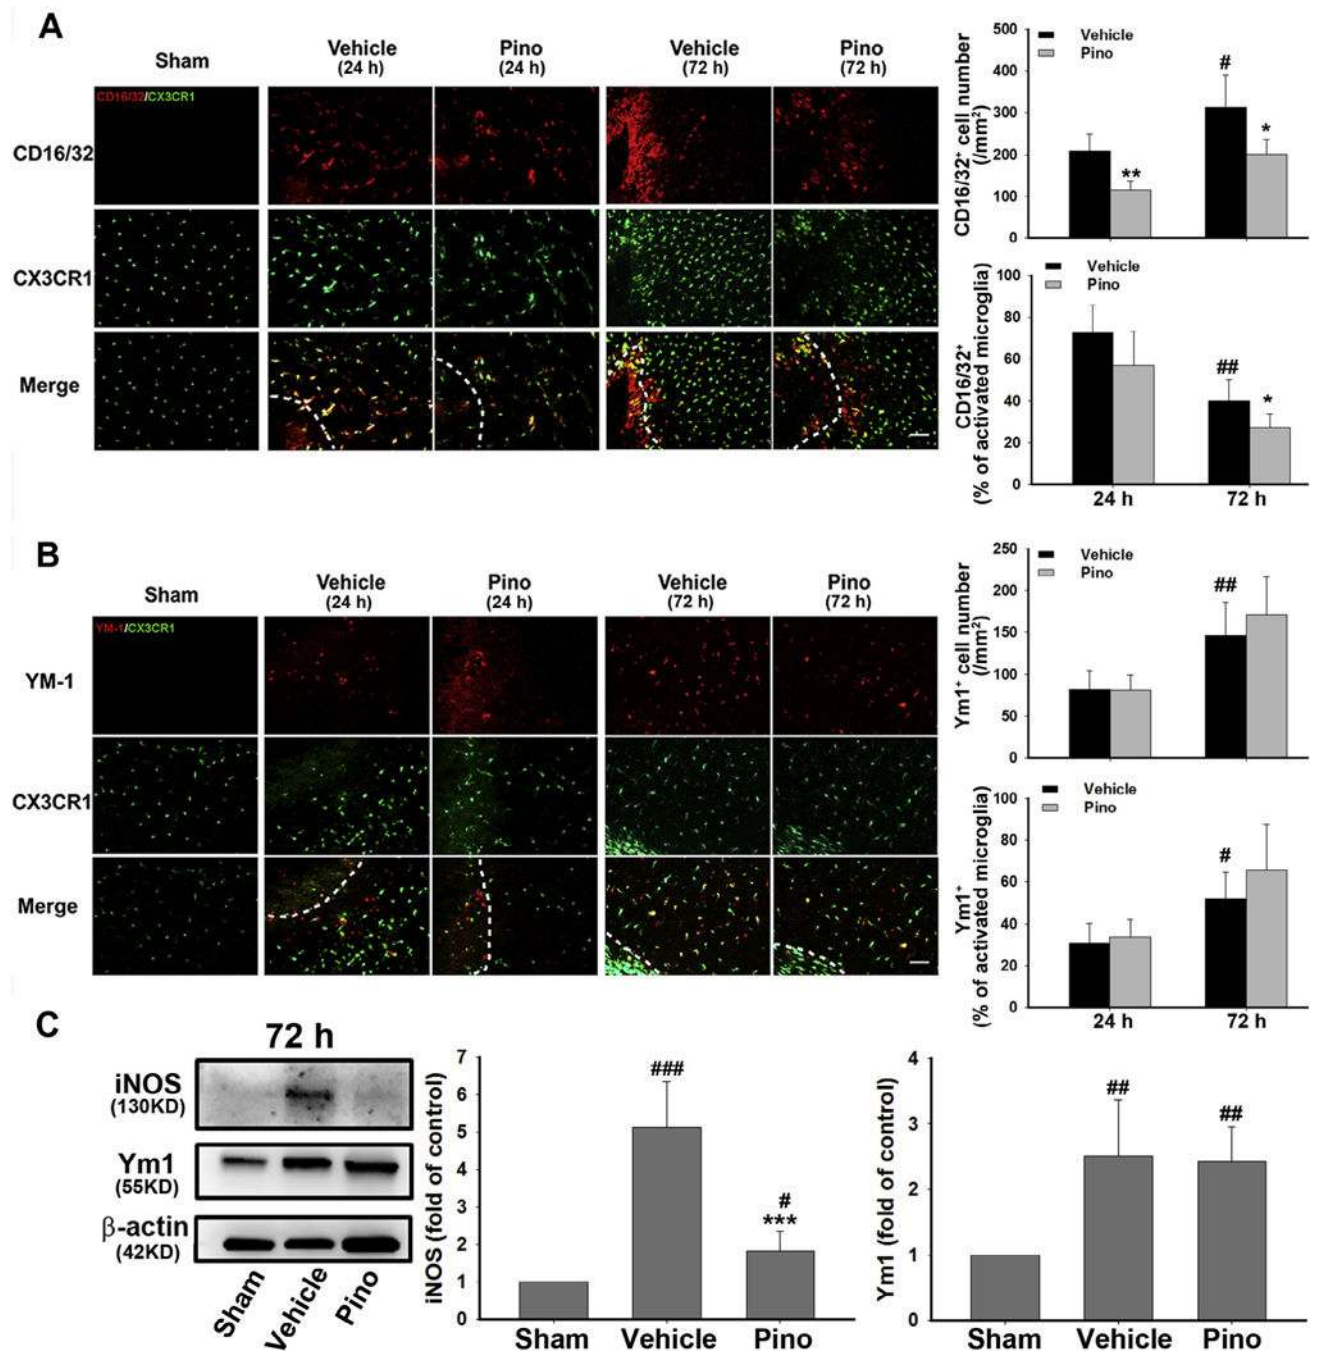 A
Sham
Vehicle
(24 h)
Pino
(24 h)
Vehicle
(72 h)
Pino
(72 h)
CD16/32/CX3CR1
CD16/32
CX3CR1
Merge
CD16/32⁺ cell number
(/mm²)
500
400
300
200
100
0
Vehicle
Pino
**
#
*
CD16/32⁺
(% of activated microglia)
100
80
60
40
20
0
Vehicle
Pino
##
*
24 h
72 h
B
Sham
Vehicle
(24 h)
Pino
(24 h)
Vehicle
(72 h)
Pino
(72 h)
YM-1/CX3CR1
YM-1
CX3CR1
Merge
Ym1⁺ cell number
(/mm²)
250
200
150
100
50
0
Vehicle
Pino
##
Ym1⁺
(% of activated microglia)
100
80
60
40
20
0
Vehicle
Pino
#
24 h
72 h
C
72 h
iNOS
(130KD)
Ym1
(55KD)
β-actin
(42KD)
Sham
Vehicle
Pino
iNOS (fold of control)
7
6
5
4
3
2
1
0
###
#
***
Sham
Vehicle
Pino
Ym1 (fold of control)
4
3
2
1
0
##
##
Sham
Vehicle
Pino